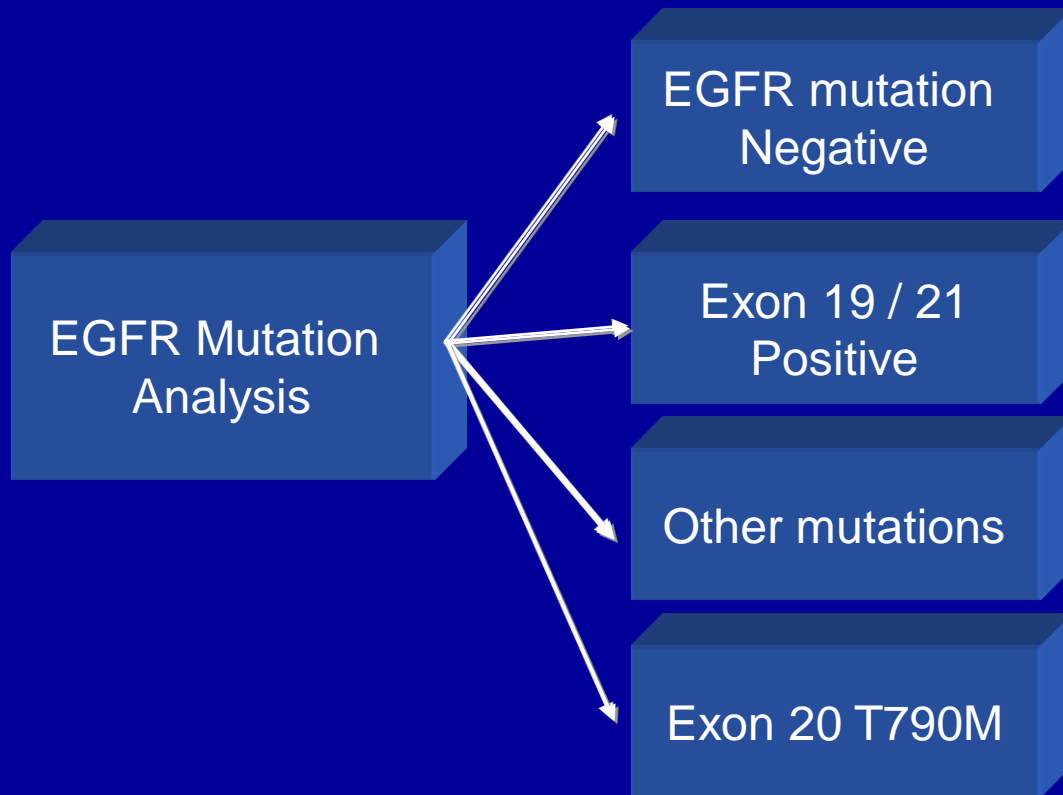 EGFR Mutation
Analysis
EGFR mutation
Negative
Exon 19 / 21
Positive
Other mutations
Exon 20 T790M